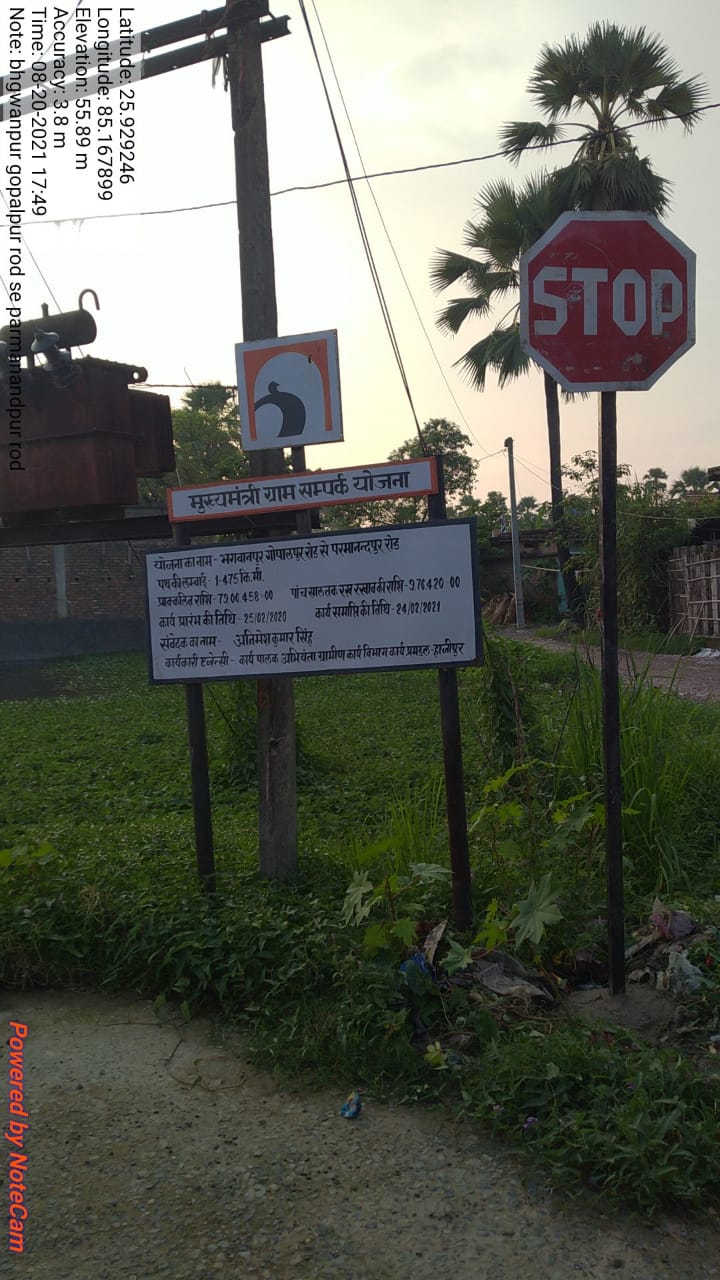 Latitude: 25.929246
Longitude: 85.167899
Elevation: 55.89 m
Accuracy: 3.8 m
Time: 08-20-2021 17:49
Note: bhgwanpur gopalpur rod se parmanandpur rod
STOP
मुख्यमंत्री ग्राम सम्पर्क योजना
योजना का नाम - भगवानपुर गोपालपुर रोड से परमानन्दपुर रोड
पथ की लम्बाई - 1.475 कि.मी.
प्राक्कलित राशि - 79,06,458-00 पांच साल तक रख रखाव की राशि - 9,76,420-00
कार्य प्रारंभ की तिथि - 25/02/2020 कार्य समाप्ति की तिथि - 24/02/2021
संवेदक का नाम - अनिमेश कुमार सिंह
कार्यकारी एजेन्सी - कार्यपालक अभियंता ग्रामीण कार्य विभाग कार्य प्रमंडल - हाजीपुर
Powered by NoteCam